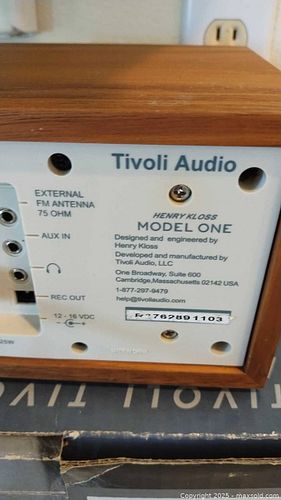 Tivoli Audio
EXTERNAL
FM ANTENNA
75 OHM
AUX IN
REC OUT
12 - 16 VDC
HENRY KLOSS
MODEL ONE
Designed and engineered by
Henry Kloss
Developed and manufactured by
Tivoli Audio, LLC
One Broadway, Suite 600
Cambridge,Massachusetts 02142 USA
1-877-297-9479
help@tivoliaudio.com
TIVOLI
TIVOLI
Copyright © 2025 - maxsold.com